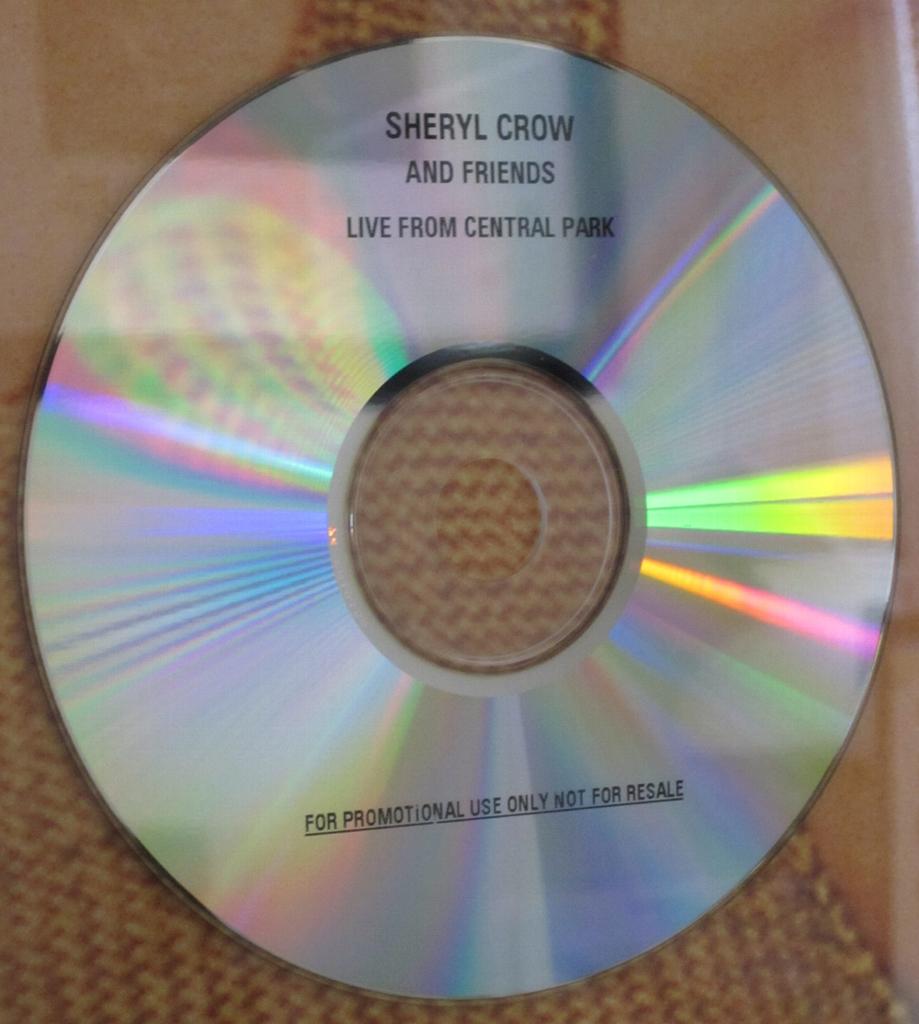 SHERYL CROW
AND FRIENDS
LIVE FROM CENTRAL PARK
FOR PROMOTIONAL USE ONLY NOT FOR RESALE